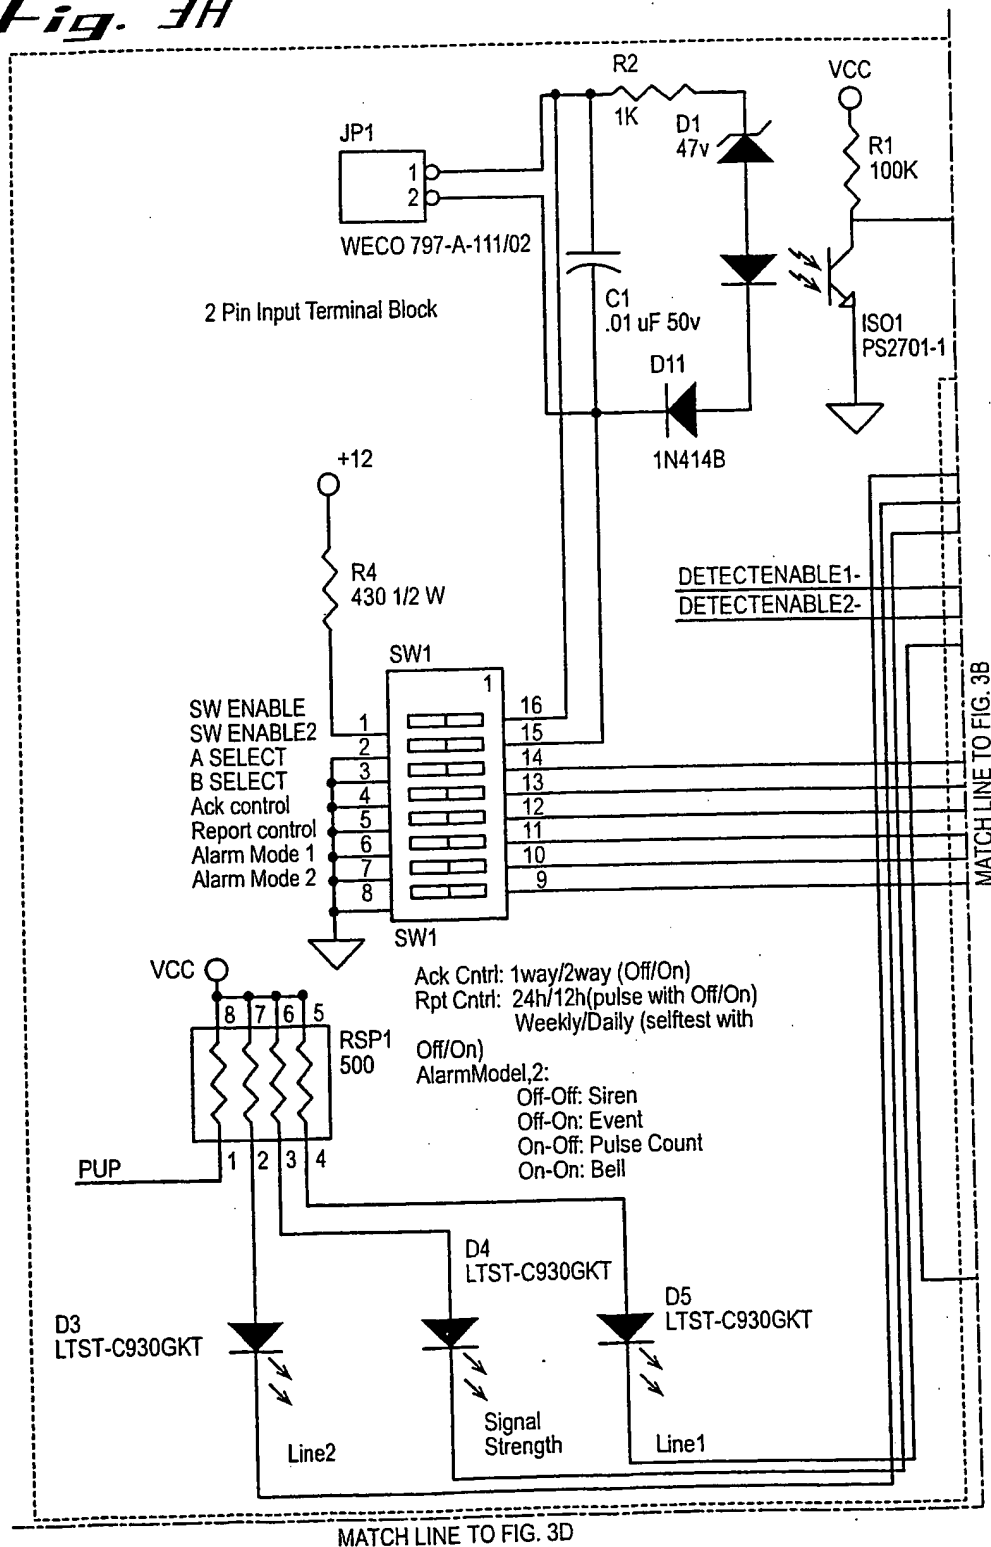 Fig. 3H
R2
1K
VCC
JP1
1
2
D1
47v
R1
100K
WECO 797-A-111/02
2 Pin Input Terminal Block
C1
.01 uF 50v
ISO1
PS2701-1
D11
1N414B
+12
R4
430 1/2 W
DETECTENABLE1-
DETECTENABLE2-
SW1
1
SW ENABLE
SW ENABLE2
A SELECT
B SELECT
Ack control
Report control
Alarm Mode 1
Alarm Mode 2
1
2
3
4
5
6
7
8
16
15
14
13
12
11
10
9
SW1
MATCH LINE TO FIG. 3B
VCC
8 7 6 5
RSP1
500
1 2 3 4
PUP
Ack Cntrl: 1way/2way (Off/On)
Rpt Cntrl: 24h/12h(pulse with Off/On)
Weekly/Daily (selftest with
Off/On)
AlarmModel,2:
Off-Off: Siren
Off-On: Event
On-Off: Pulse Count
On-On: Bell
D4
LTST-C930GKT
D3
LTST-C930GKT
D5
LTST-C930GKT
Line2
Signal
Strength
Line1
MATCH LINE TO FIG. 3D